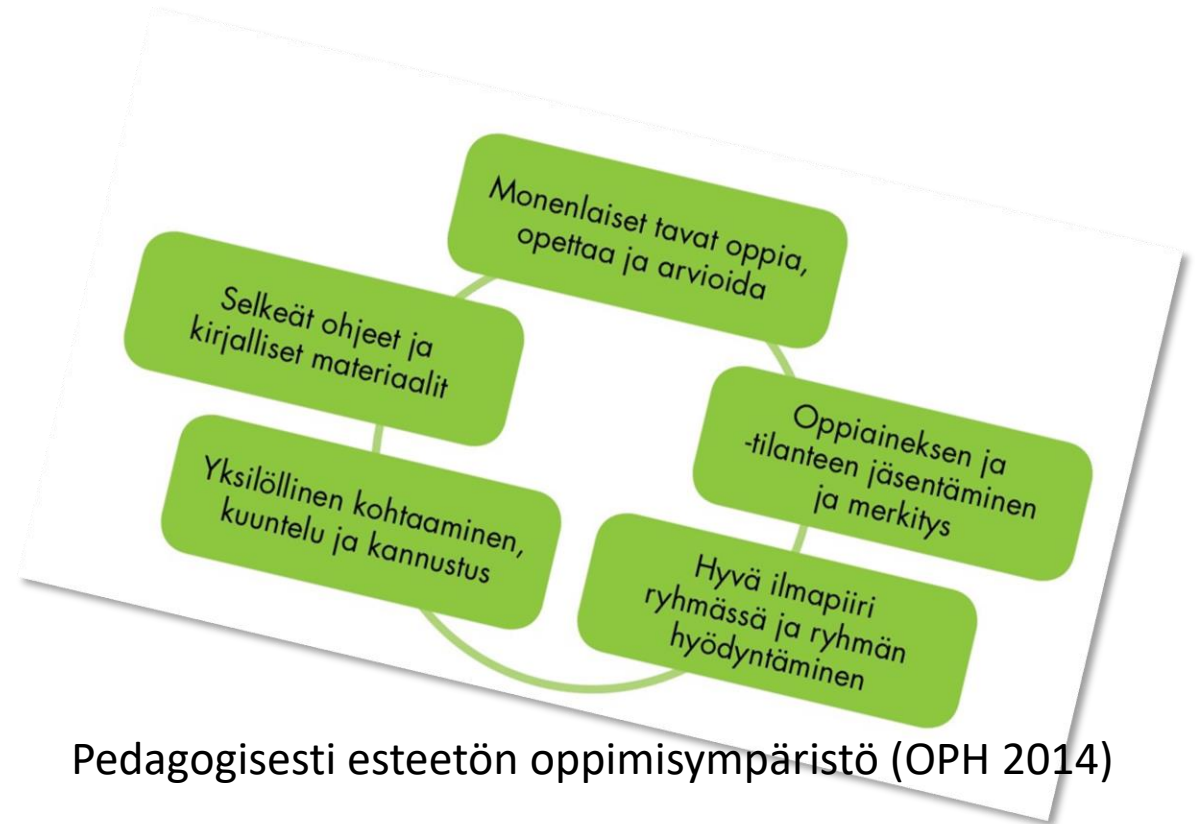 Monenlaiset tavat oppia,
opettaa ja arvioida
Oppiaineksen ja
-tilanteen jäsentäminen
ja merkitys
Hyvä ilmapiiri
ryhmässä ja ryhmän
hyödyntäminen
Yksilöllinen kohtaaminen,
kuuntelu ja kannustus
Selkeät ohjeet ja
kirjalliset materiaalit
Pedagogisesti esteetön oppimisympäristö (OPH 2014)